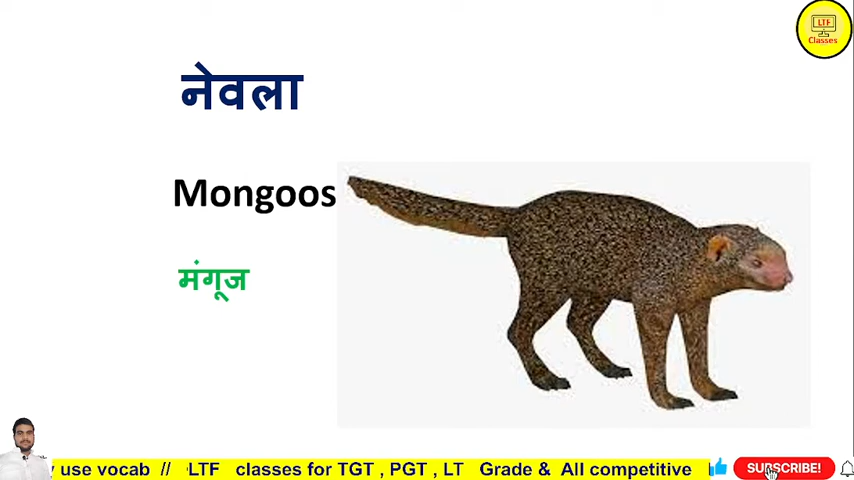 LTF
Classes
नेवला
Mongoos
मंगूज
y use vocab // LTF classes for TGT , PGT , LT Grade & All competitive
SUBSCRIBE!